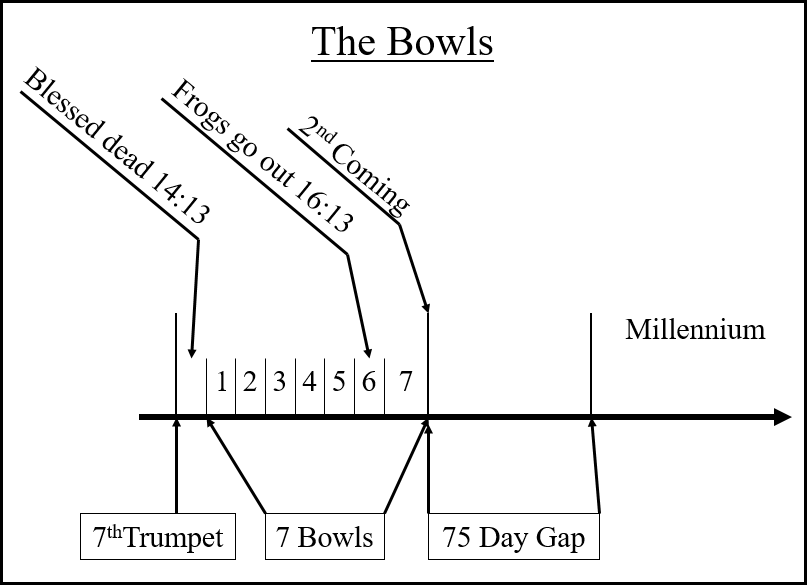 The Bowls
Blessed dead 14:13
Frogs go out 16:13
2nd Coming
Millennium
1 2 3 4 5 6 7
7thTrumpet
7 Bowls
75 Day Gap